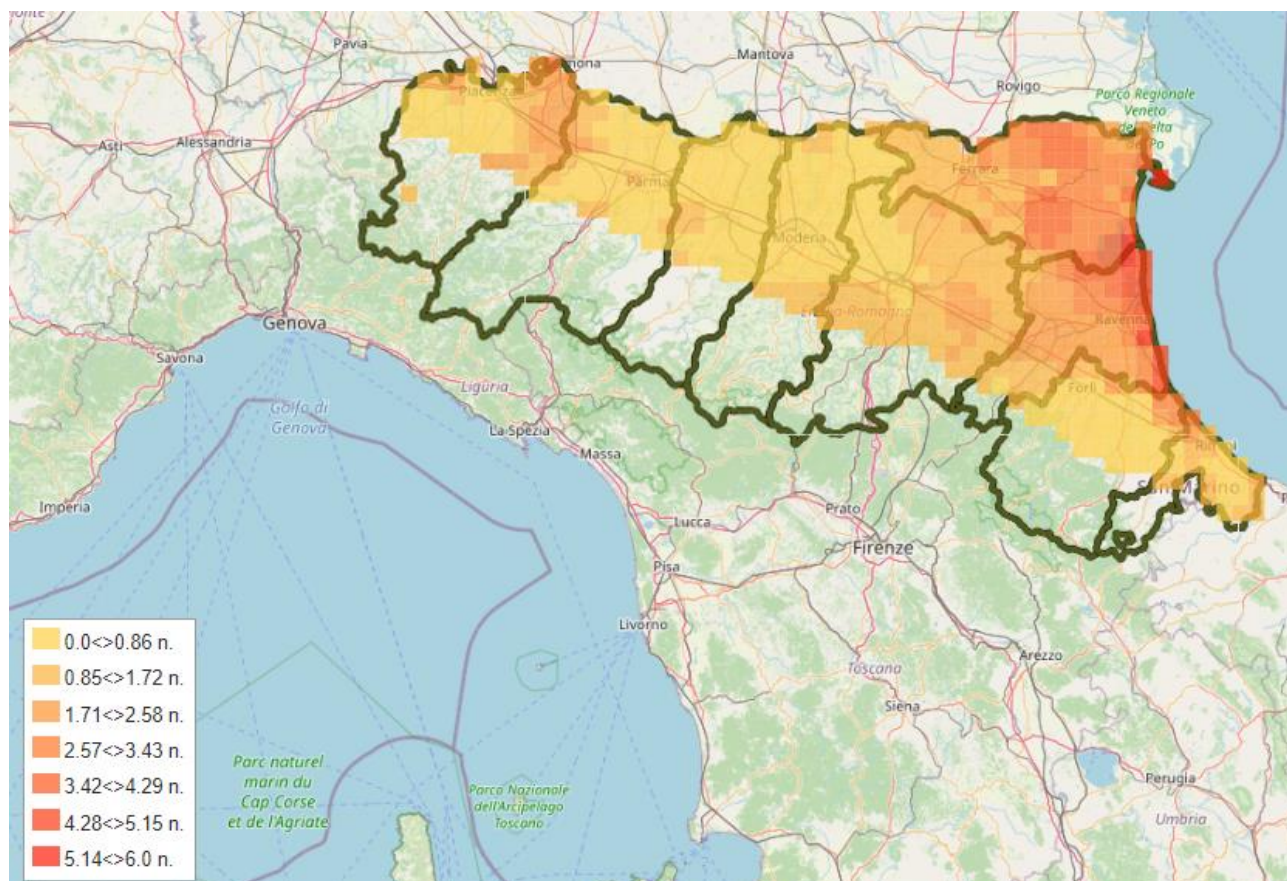 Pavia
Mantova
Rovigo
Parco Regionale
Veneto
del Delta
del Po
Piacenza
Asti
Alessandria
Ferrara
Parma
Modena
Genova
Emilia-Romagna
Ravenna
Savona
Liguria
Forlì
Golfo di
Genova
La Spezia
Massa
Rimini
San Marino
Imperia
Lucca
Prato
Firenze
Pisa
Livorno
Arezzo
Toscana
Siena
Parc naturel
marin du
Cap Corse
et de l'Agriate
Parco Nazionale
dell'Arcipelago
Toscano
Perugia
Umbria
0.0<>0.86 n.
0.85<>1.72 n.
1.71<>2.58 n.
2.57<>3.43 n.
3.42<>4.29 n.
4.28<>5.15 n.
5.14<>6.0 n.